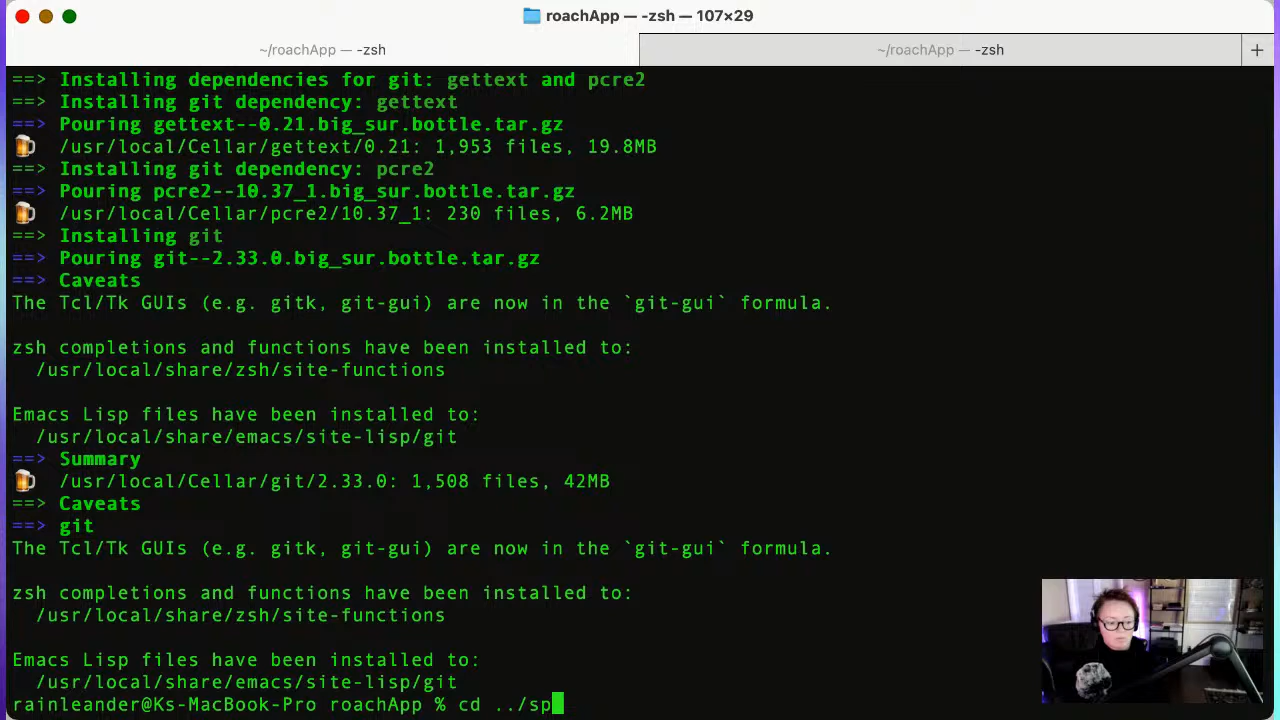 roachApp — -zsh — 107×29
~/roachApp — -zsh
~/roachApp — -zsh
+
==> Installing dependencies for git: gettext and pcre2
==> Installing git dependency: gettext
==> Pouring gettext--0.21.big_sur.bottle.tar.gz
🍺  /usr/local/Cellar/gettext/0.21: 1,953 files, 19.8MB
==> Installing git dependency: pcre2
==> Pouring pcre2--10.37_1.big_sur.bottle.tar.gz
🍺  /usr/local/Cellar/pcre2/10.37_1: 230 files, 6.2MB
==> Installing git
==> Pouring git--2.33.0.big_sur.bottle.tar.gz
==> Caveats
The Tcl/Tk GUIs (e.g. gitk, git-gui) are now in the `git-gui` formula.
zsh completions and functions have been installed to:
  /usr/local/share/zsh/site-functions
Emacs Lisp files have been installed to:
  /usr/local/share/emacs/site-lisp/git
==> Summary
🍺  /usr/local/Cellar/git/2.33.0: 1,508 files, 42MB
==> Caveats
==> git
The Tcl/Tk GUIs (e.g. gitk, git-gui) are now in the `git-gui` formula.
zsh completions and functions have been installed to:
  /usr/local/share/zsh/site-functions
Emacs Lisp files have been installed to:
  /usr/local/share/emacs/site-lisp/git
rainleander@Ks-MacBook-Pro roachApp % cd ../sp